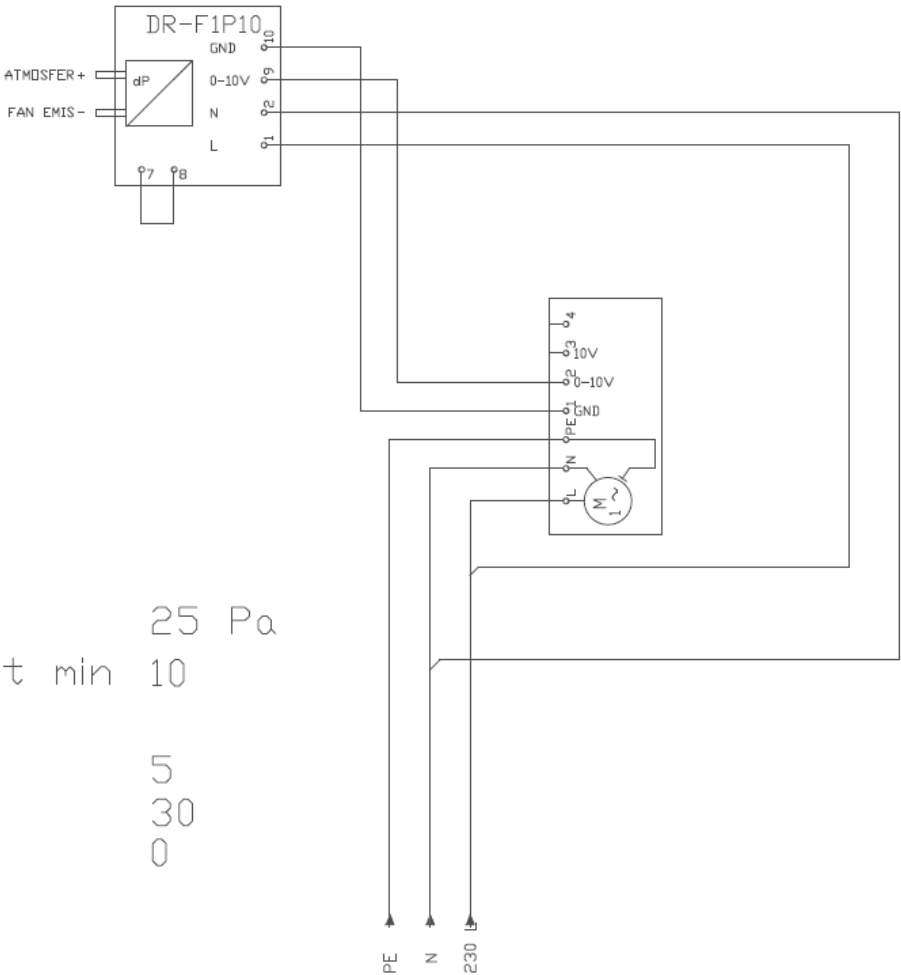 DR-F1P10
GND 10
ATMOSFER+
dP
0-10V 9
FAN EMIS-
N 2
L 1
7 8
4
3
10V
2
0-10V
1
GND
PE
N
L
M
1~
25 Pa
t min 10
5
30
0
PE
N
230 L